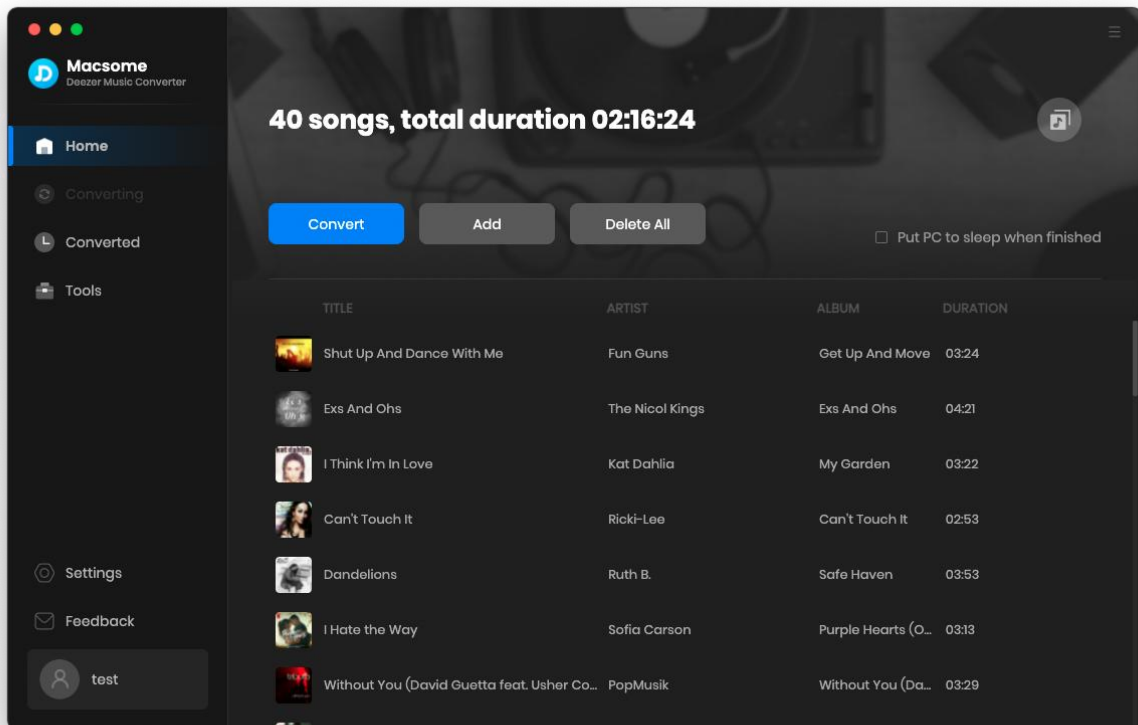 Macsome
Deezer Music Converter
Home
Converting
Converted
Tools
Settings
Feedback
test
40 songs, total duration 02:16:24
Convert Add Delete All
Put PC to sleep when finished
TITLE ARTIST ALBUM DURATION
Shut Up And Dance With Me Fun Guns Get Up And Move 03:24
Exs And Ohs The Nicol Kings Exs And Ohs 04:21
I Think I'm In Love Kat Dahlia My Garden 03:22
Can't Touch It Ricki-Lee Can't Touch It 02:53
Dandelions Ruth B. Safe Haven 03:53
I Hate the Way Sofia Carson Purple Hearts (O... 03:13
Without You (David Guetta feat. Usher Co... PopMusik Without You (Da... 03:29